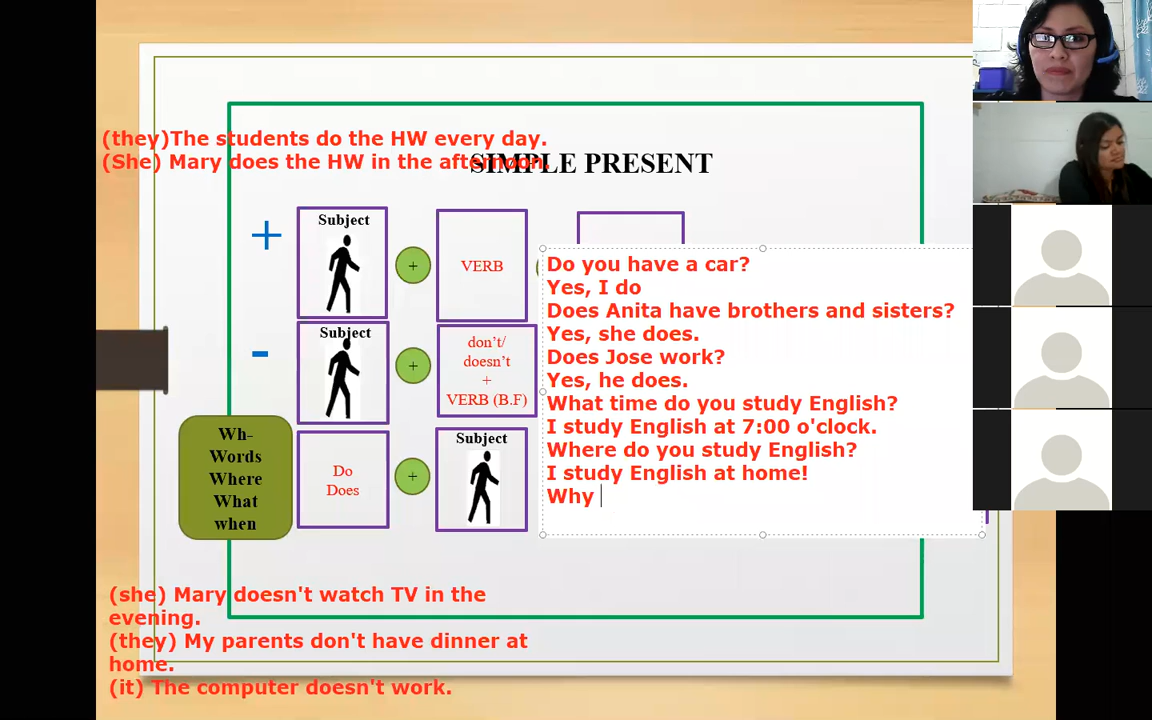 (they)The students do the HW every day.
(She) Mary does the HW in the afternoon.
SIMPLE PRESENT
+
Subject
+
VERB
-
Subject
+
don't/
doesn't
+
VERB (B.F)
Wh-
Words
Where
What
when
Do
Does
+
Subject
Do you have a car?
Yes, I do
Does Anita have brothers and sisters?
Yes, she does.
Does Jose work?
Yes, he does.
What time do you study English?
I study English at 7:00 o'clock.
Where do you study English?
I study English at home!
Why
(she) Mary doesn't watch TV in the
evening.
(they) My parents don't have dinner at
home.
(it) The computer doesn't work.